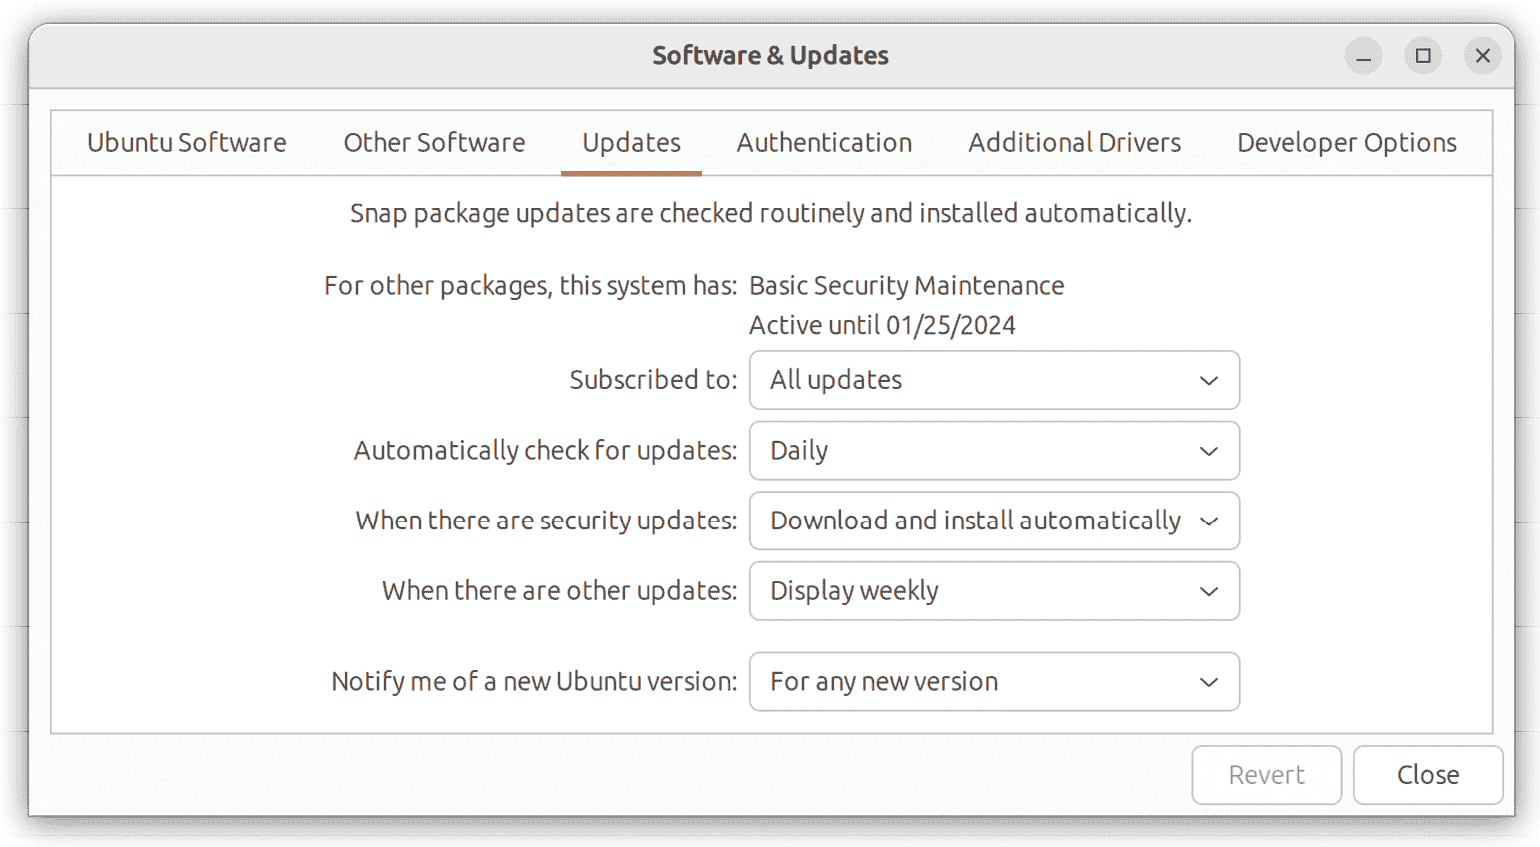 Software & Updates
Ubuntu Software Other Software Updates Authentication Additional Drivers Developer Options
Snap package updates are checked routinely and installed automatically.
For other packages, this system has: Basic Security Maintenance
Active until 01/25/2024
Subscribed to: All updates
Automatically check for updates: Daily
When there are security updates: Download and install automatically
When there are other updates: Display weekly
Notify me of a new Ubuntu version: For any new version
Revert Close